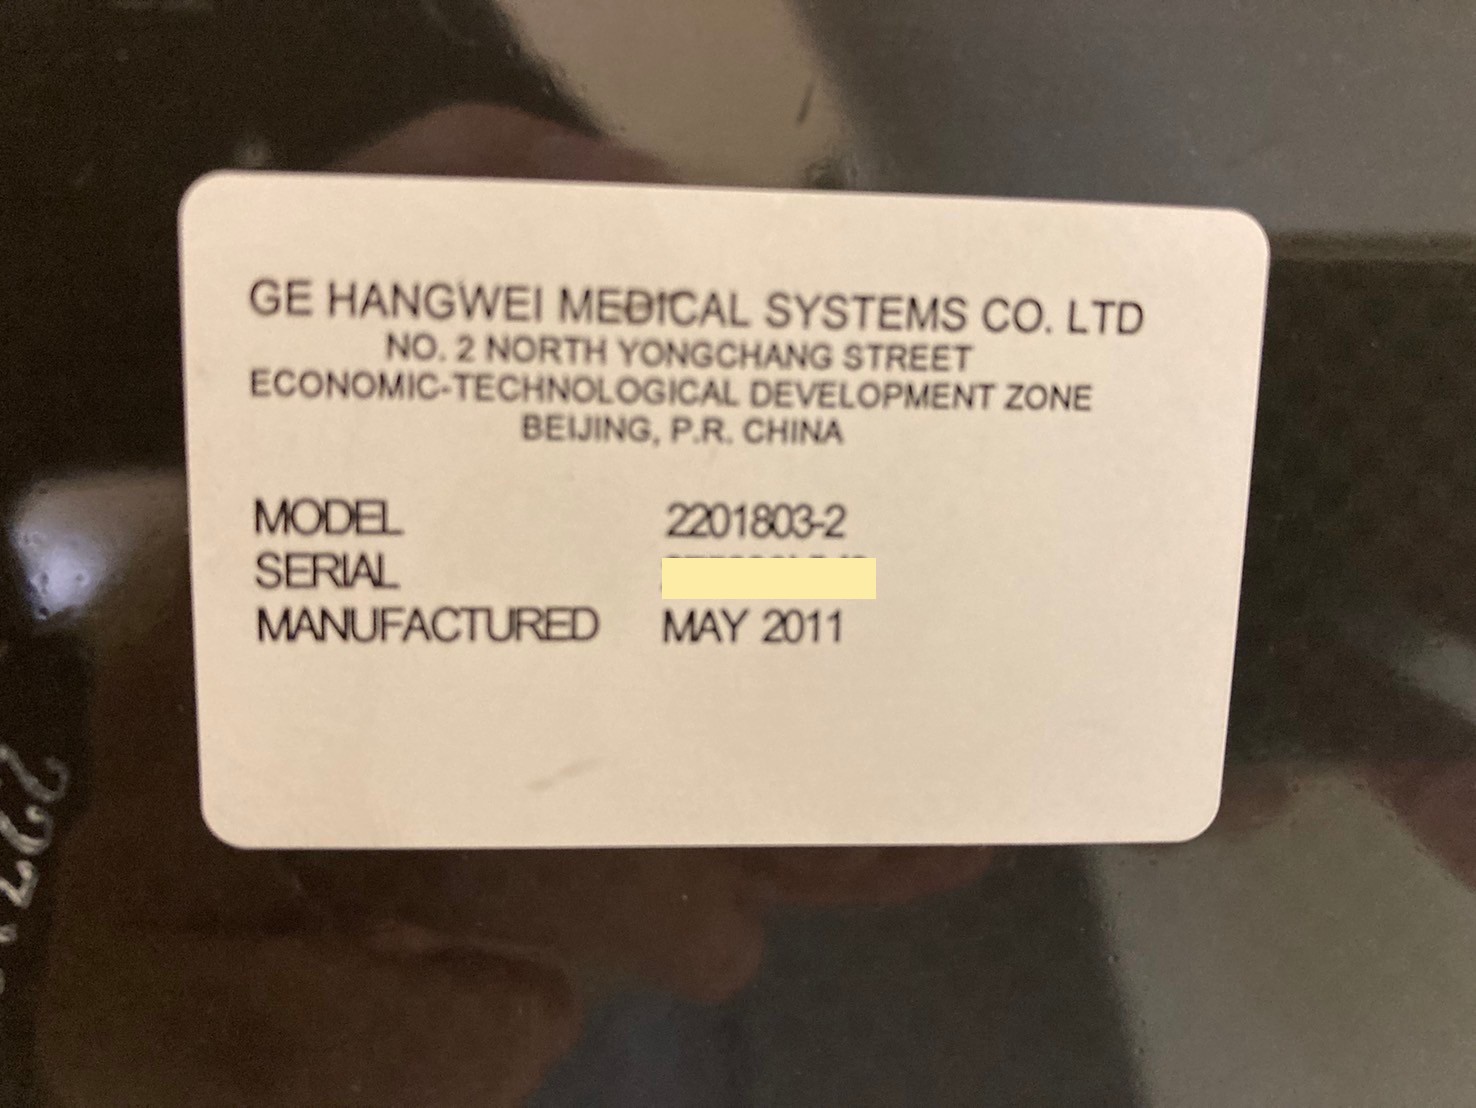 GE HANGWEI MEDICAL SYSTEMS CO. LTD
NO. 2 NORTH YONGCHANG STREET
ECONOMIC-TECHNOLOGICAL DEVELOPMENT ZONE
BEIJING, P.R. CHINA
MODEL 2201803-2
SERIAL
MANUFACTURED MAY 2011